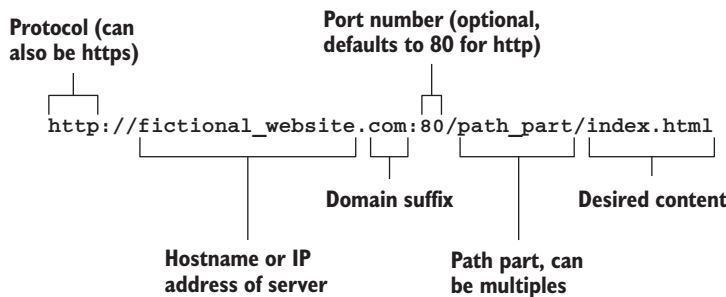 Protocol (can
also be https)
Port number (optional,
defaults to 80 for http)
http://fictional_website.com:80/path_part/index.html
Domain suffix
Desired content
Hostname or IP
address of server
Path part, can
be multiples